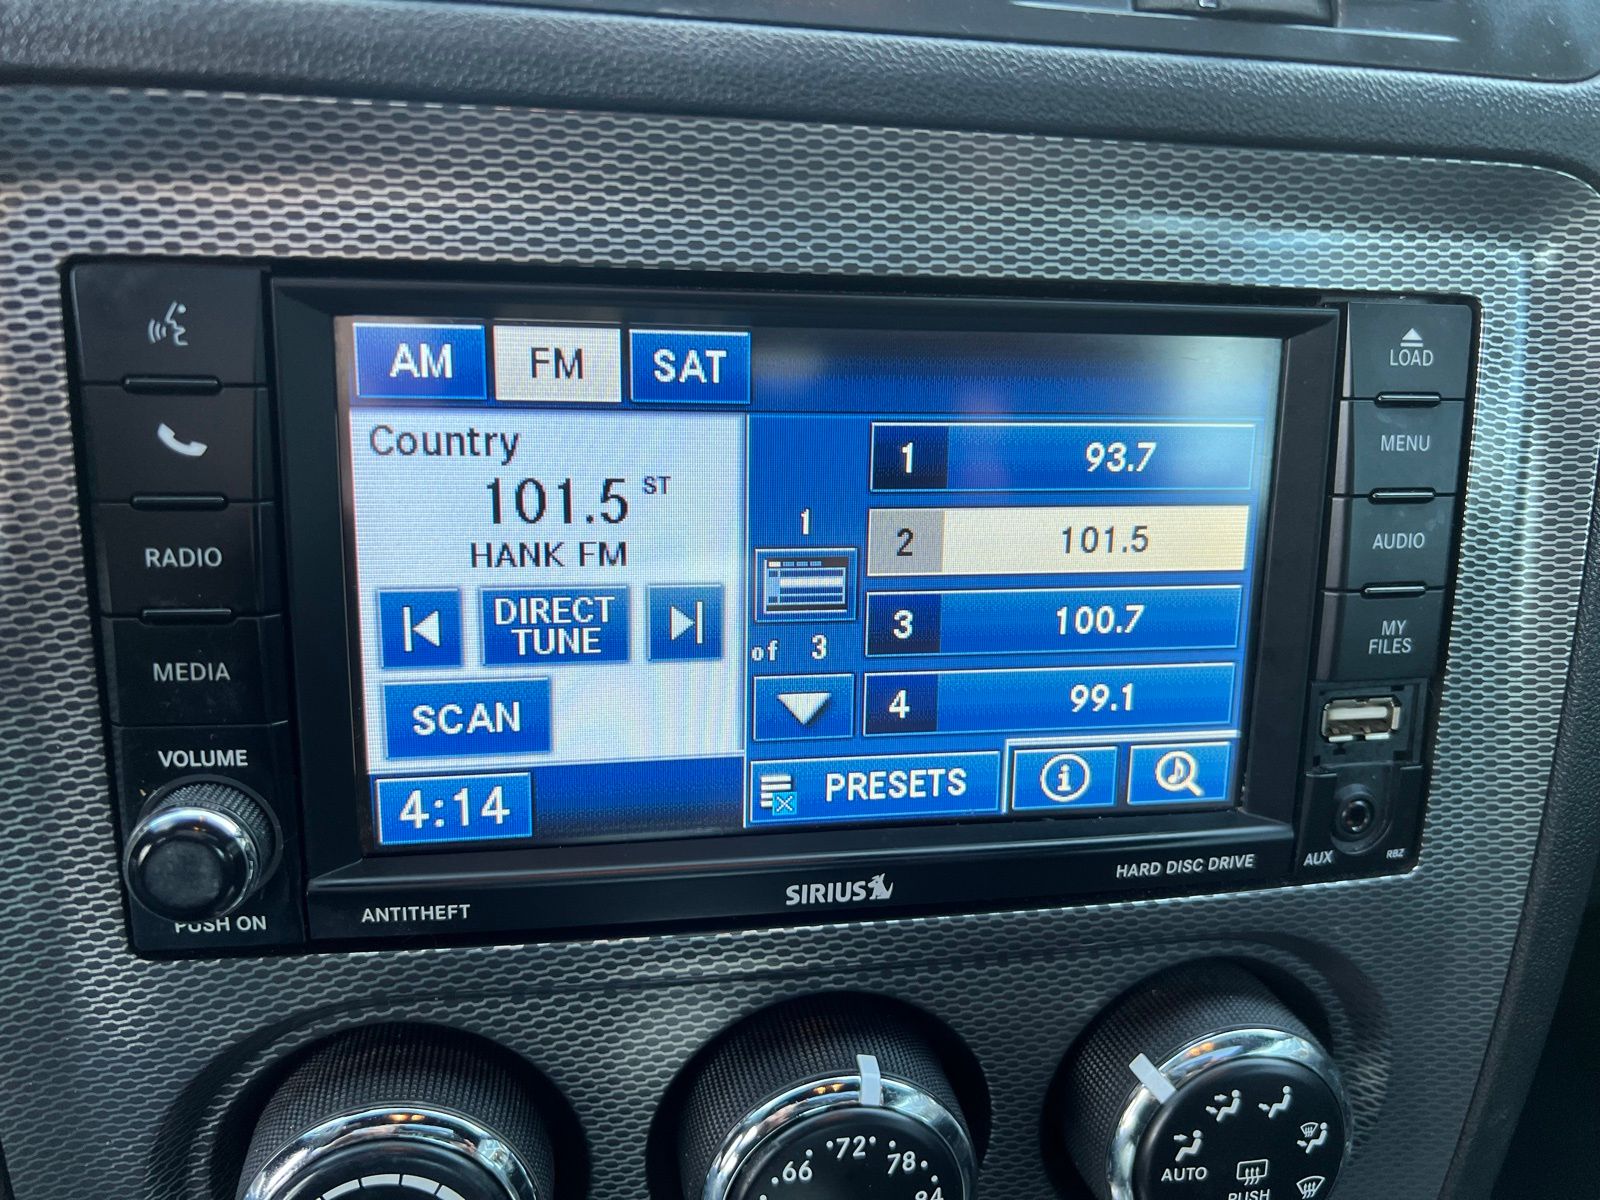 AM FM SAT
Country
101.5 ST
HANK FM
DIRECT
TUNE
SCAN
4:14
1
of 3
1 93.7
2 101.5
3 100.7
4 99.1
PRESETS
i
RADIO
MEDIA
VOLUME
PUSH ON
LOAD
MENU
AUDIO
MY
FILES
AUX
RBZ
ANTITHEFT
SIRIUS
HARD DISC DRIVE
66 72 78 84
AUTO
PUSH